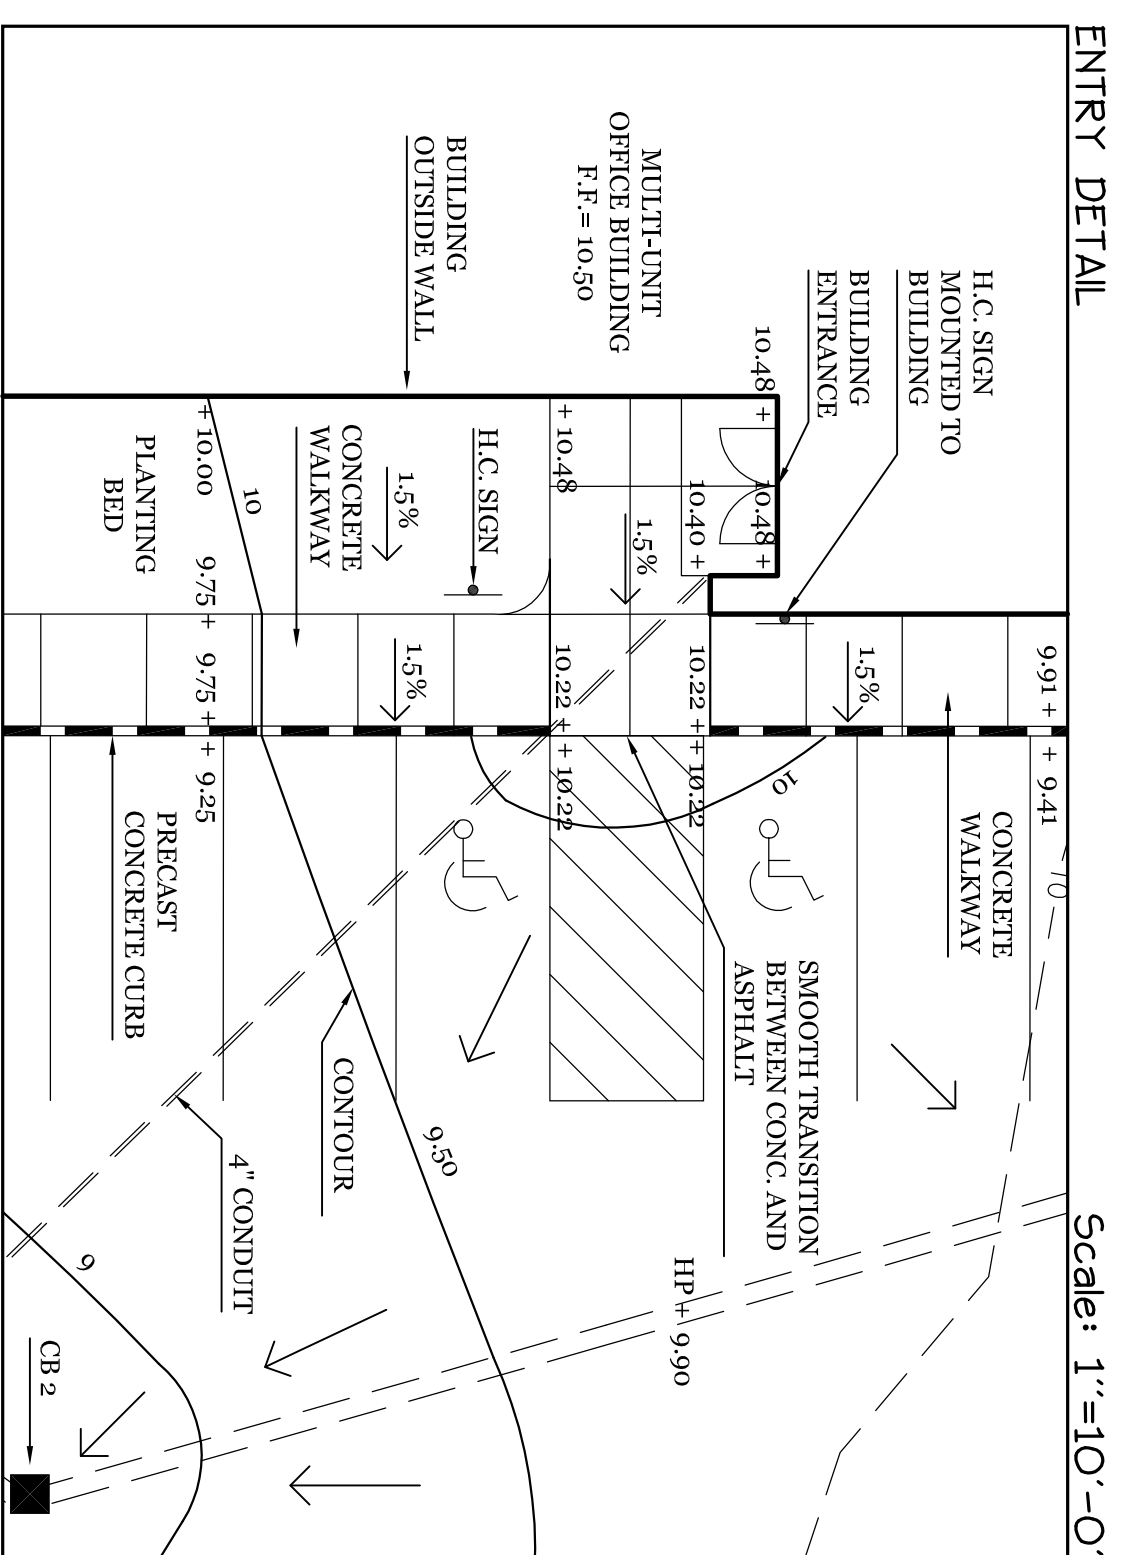 ENTRY DETAIL
Scale: 1"=10'-0"
H.C. SIGN
MOUNTED TO
BUILDING
BUILDING
ENTRANCE
MULTI-UNIT
OFFICE BUILDING
F.F.= 10.50
BUILDING
OUTSIDE WALL
10.48 +
10.48 +
10.40 +
+ 10.48
1.5%
H.C. SIGN
1.5%
CONCRETE
WALKWAY
10
+ 10.00
9.75 +
PLANTING
BED
9.91 +
1.5%
10.22 +
10.22 +
1.5%
9.75 +
+ 9.41
10
CONCRETE
WALKWAY
10
+ 10.22
+ 10.22
+ 9.25
PRECAST
CONCRETE CURB
SMOOTH TRANSITION
BETWEEN CONC. AND
ASPHALT
CONTOUR
9.50
4" CONDUIT
HP + 9.90
9
CB 2